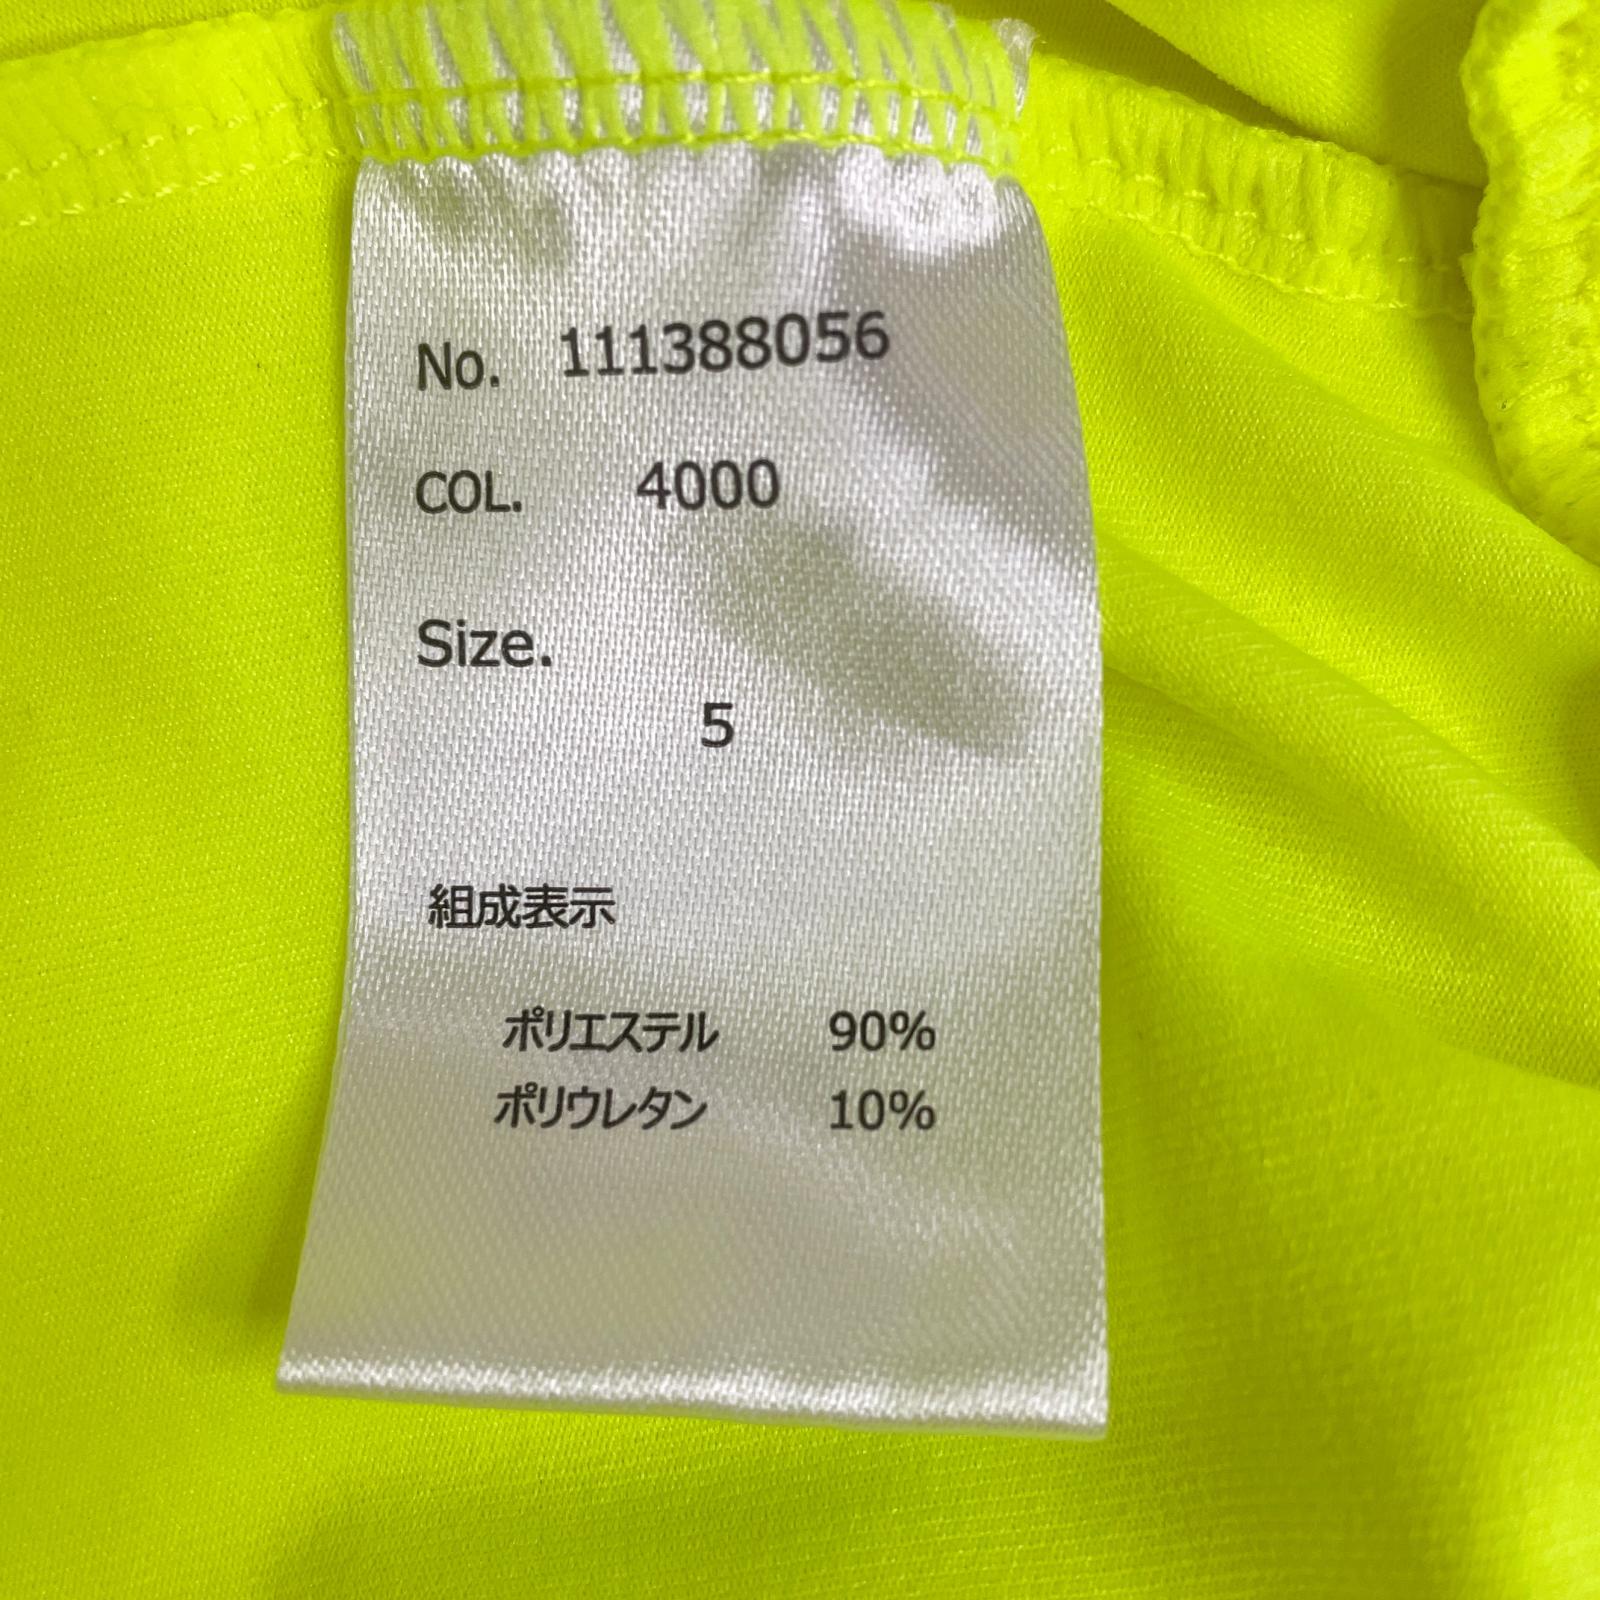 No. 111388056
COL. 4000
Size.
5
組成表示
ポリエステル 90%
ポリウレタン 10%